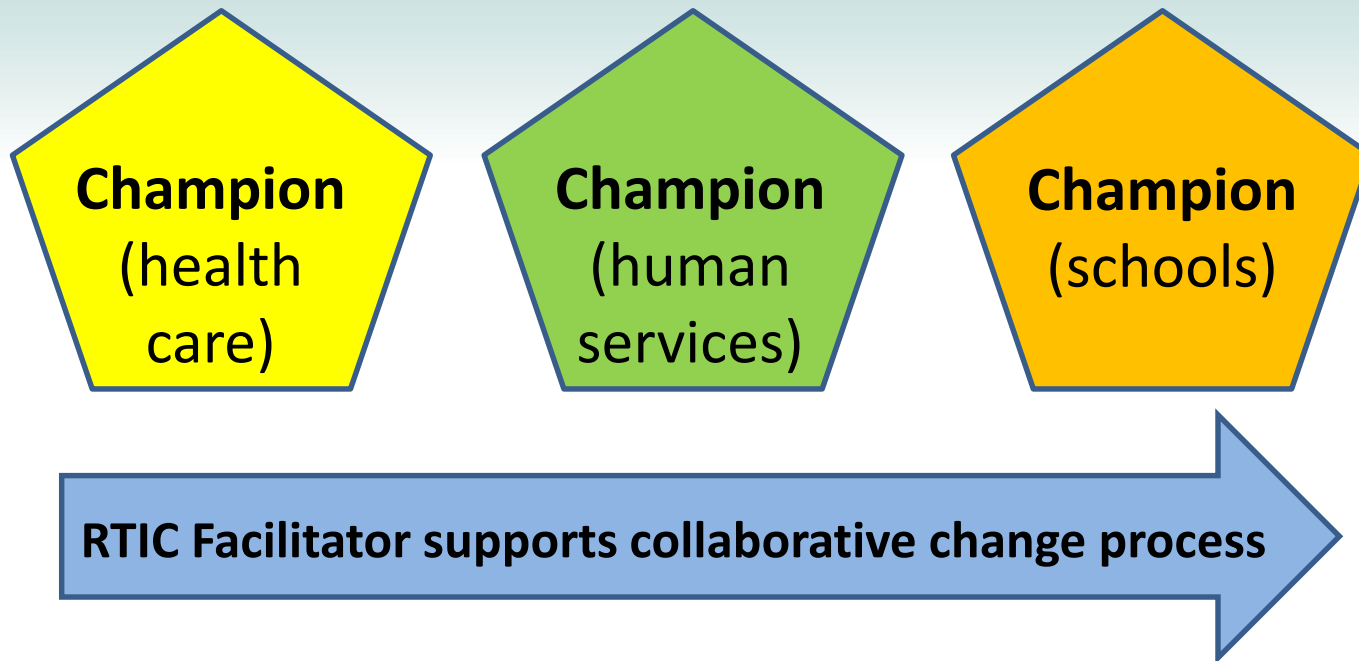 Champion
(health
care)
Champion
(human
services)
Champion
(schools)
RTIC Facilitator supports collaborative change process